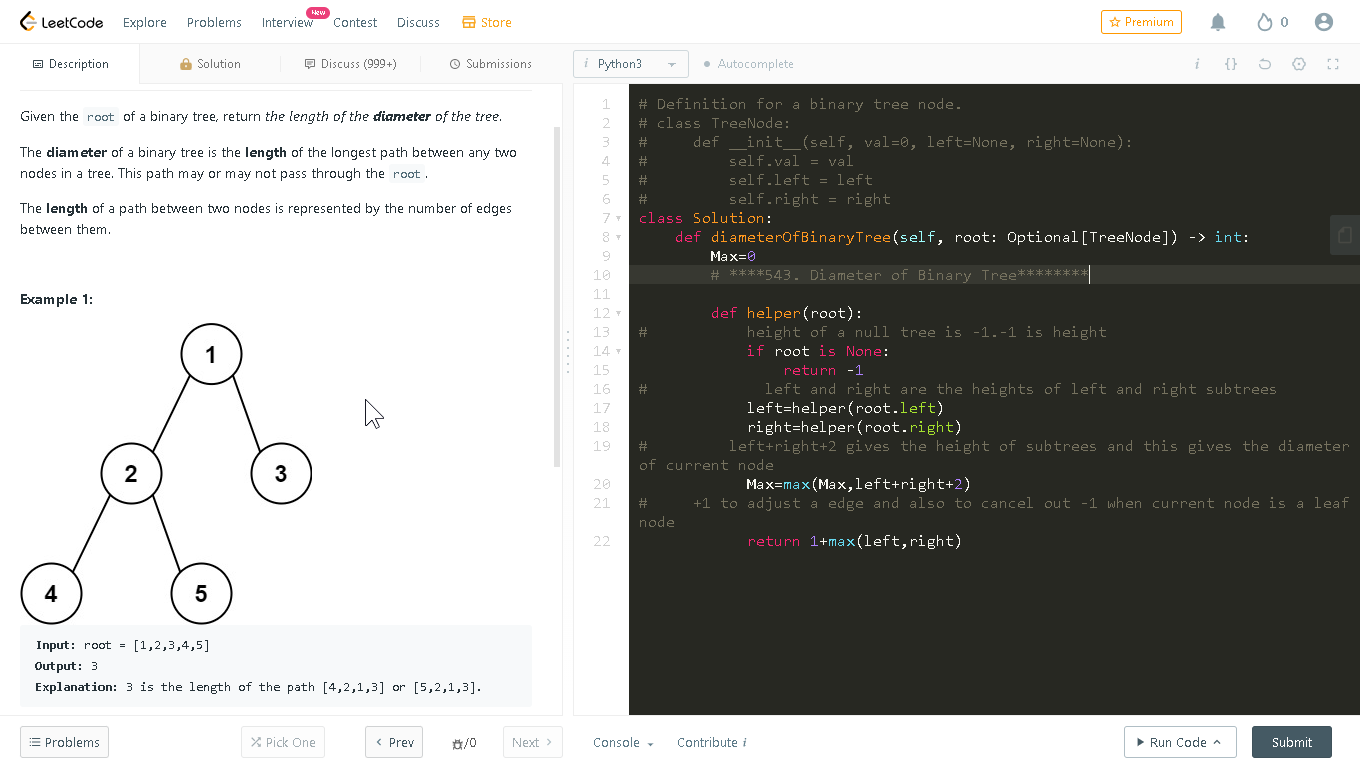 LeetCode Explore Problems Interview New Contest Discuss Store Premium 0
Description Solution Discuss (999+) Submissions
i Python3 Autocomplete i {}
Given the root of a binary tree, return the length of the diameter of the tree.
The diameter of a binary tree is the length of the longest path between any two
nodes in a tree. This path may or may not pass through the root .
The length of a path between two nodes is represented by the number of edges
between them.
Example 1:
1
2
3
4
5
Input: root = [1,2,3,4,5]
Output: 3
Explanation: 3 is the length of the path [4,2,1,3] or [5,2,1,3].
1 # Definition for a binary tree node.
2 # class TreeNode:
3 #     def __init__(self, val=0, left=None, right=None):
4 #         self.val = val
5 #         self.left = left
6 #         self.right = right
7 class Solution:
8     def diameterOfBinaryTree(self, root: Optional[TreeNode]) -> int:
9         Max=0
10         # ****543. Diameter of Binary Tree********
11
12         def helper(root):
13 #           height of a null tree is -1.-1 is height
14             if root is None:
15                 return -1
16 #             left and right are the heights of left and right subtrees
17             left=helper(root.left)
18             right=helper(root.right)
19 #         left+right+2 gives the height of subtrees and this gives the diameter
of current node
20             Max=max(Max,left+right+2)
21 #     +1 to adjust a edge and also to cancel out -1 when current node is a leaf
node
22             return 1+max(left,right)
Problems Pick One Prev /0 Next Console Contribute i Run Code Submit